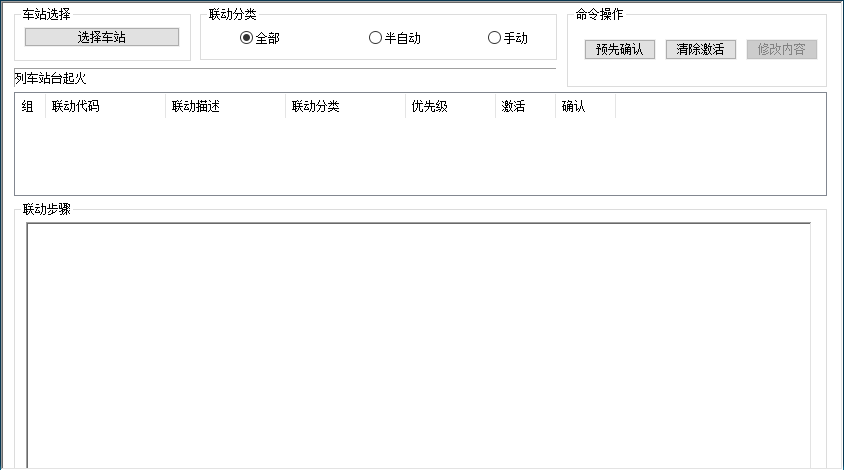 车站选择
选择车站
联动分类
全部
半自动
手动
命令操作
预先确认
清除激活
修改内容
列车站台起火
组 联动代码 联动描述 联动分类 优先级 激活 确认
联动步骤